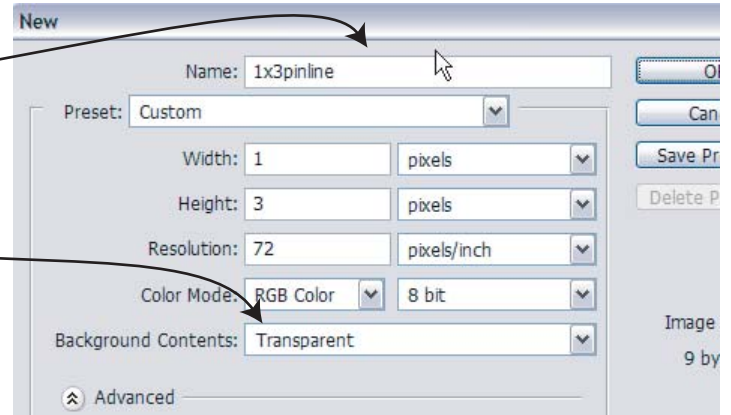 New
Name: 1x3pinline
Preset: Custom
Width: 1 pixels
Save Pr
Height: 3 pixels
Delete P
Resolution: 72 pixels/inch
Color Mode: RGB Color 8 bit
Image
Background Contents: Transparent
9 by
Advanced